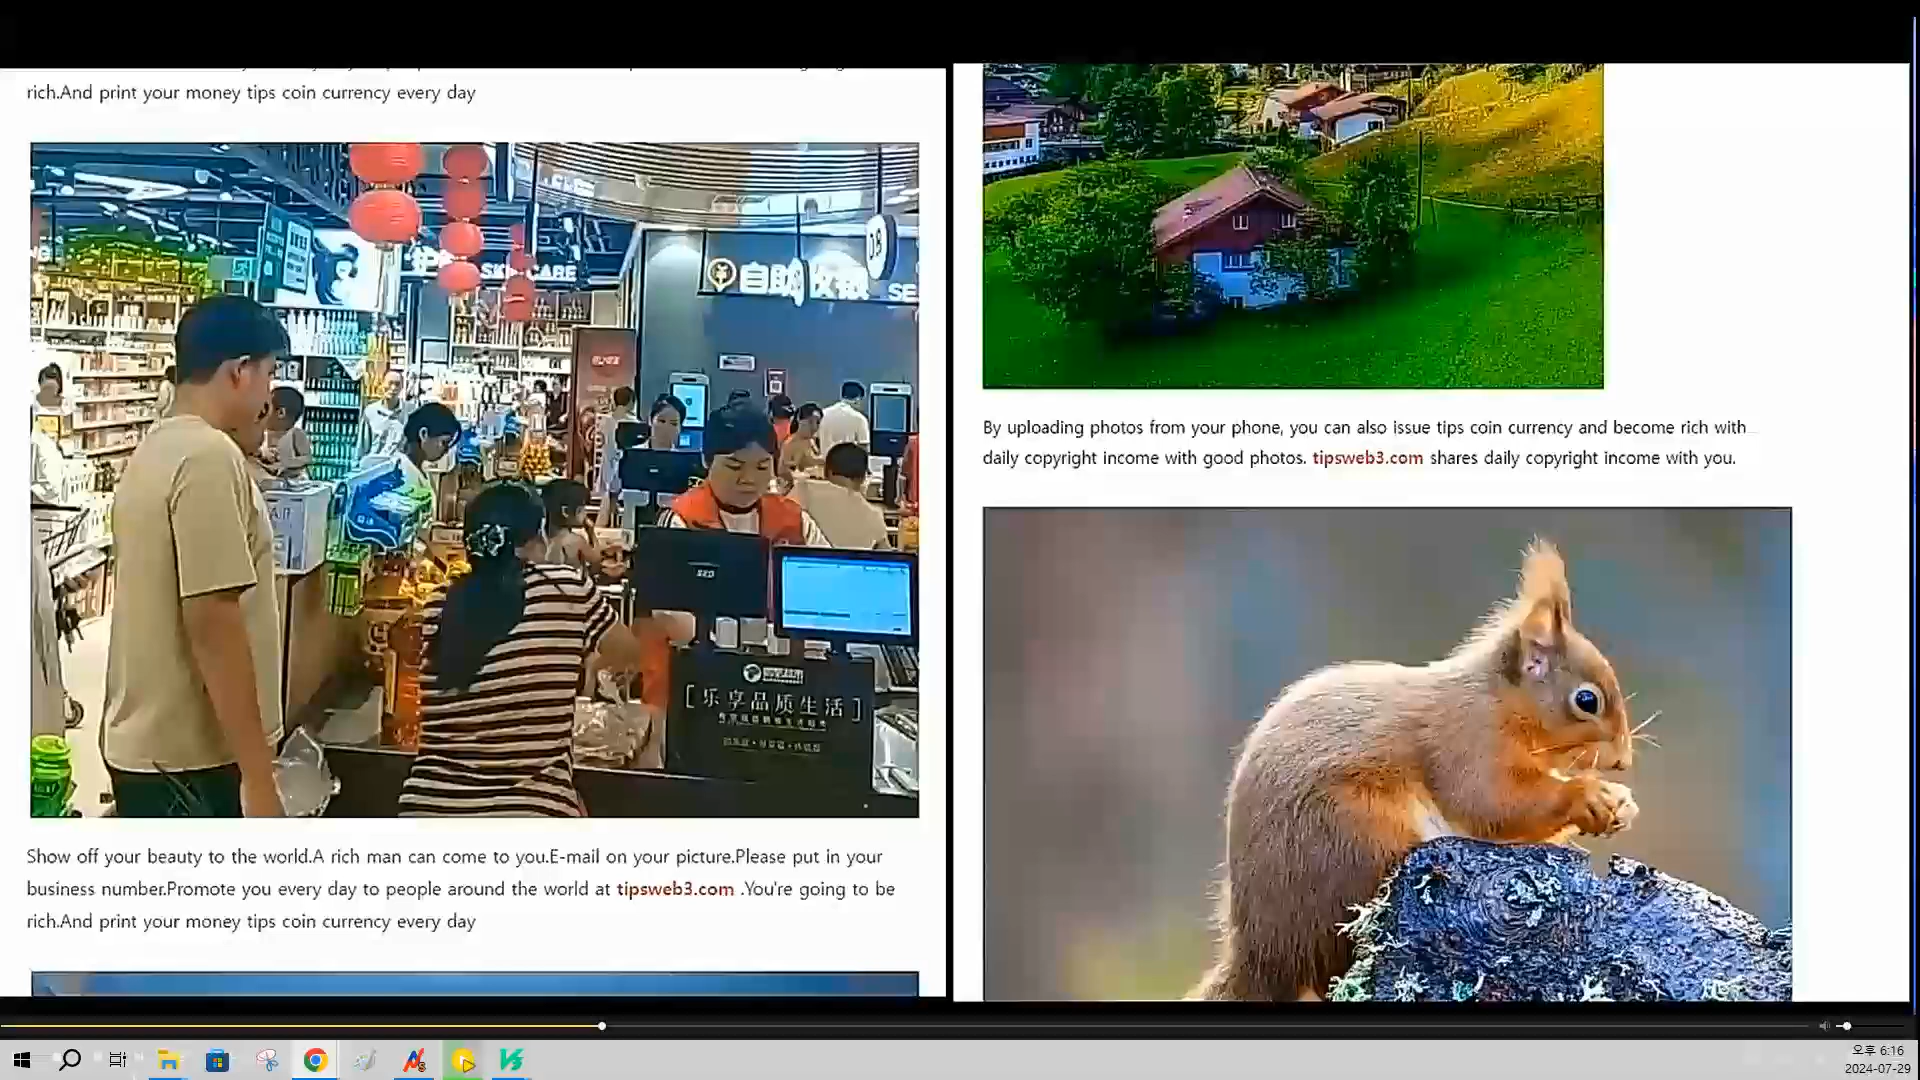 rich.And print your money tips coin currency every day
SKIN CARE
自助收银
SE
乐享品质生活
Show off your beauty to the world.A rich man can come to you.E-mail on your picture.Please put in your
business number.Promote you every day to people around the world at tipsweb3.com .You're going to be
rich.And print your money tips coin currency every day
By uploading photos from your phone, you can also issue tips coin currency and become rich with
daily copyright income with good photos. tipsweb3.com shares daily copyright income with you.
오후 6:16
2024-07-29